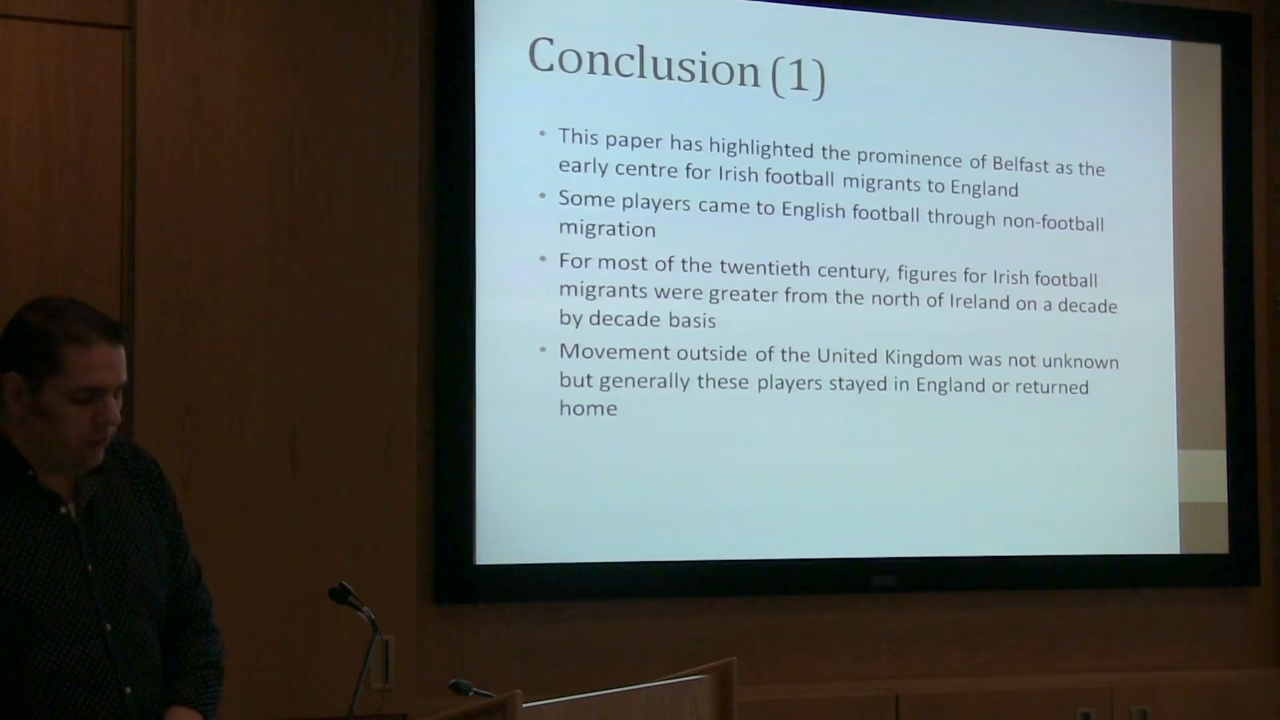 Conclusion (1)
• This paper has highlighted the prominence of Belfast as the
early centre for Irish football migrants to England
• Some players came to English football through non-football
migration
• For most of the twentieth century, figures for Irish football
migrants were greater from the north of Ireland on a decade
by decade basis
• Movement outside of the United Kingdom was not unknown
but generally these players stayed in England or returned
home